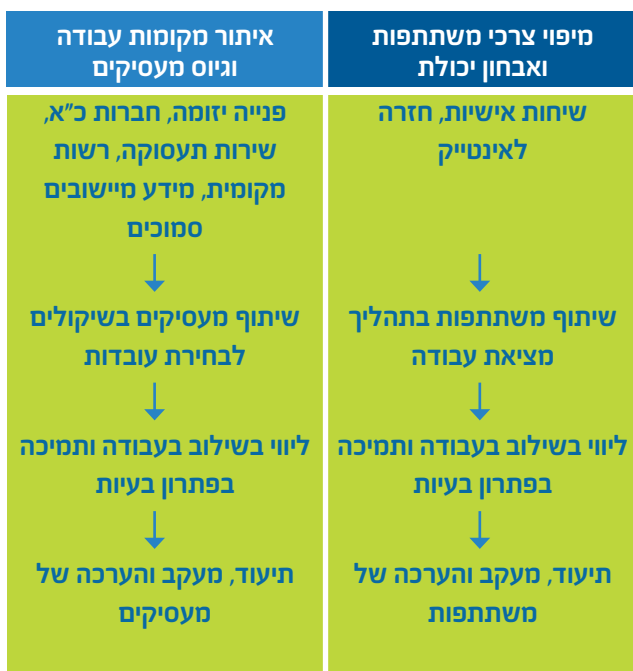 מיפוי צרכי משתתפות
ואבחון יכולת
שיחות אישיות, חזרה
לאינטייק
שיתוף משתתפות בתהליך
מציאת עבודה
ליווי בשילוב בעבודה ותמיכה
בפתרון בעיות
תיעוד, מעקב והערכה של
משתתפות
איתור מקומות עבודה
וגיוס מעסיקים
פנייה יזומה, חברות כ"א,
שירות תעסוקה, רשות
מקומית, מידע מיישובים
סמוכים
שיתוף מעסיקים בשיקולים
לבחירת עובדות
ליווי בשילוב בעבודה ותמיכה
בפתרון בעיות
תיעוד, מעקב והערכה של
מעסיקים